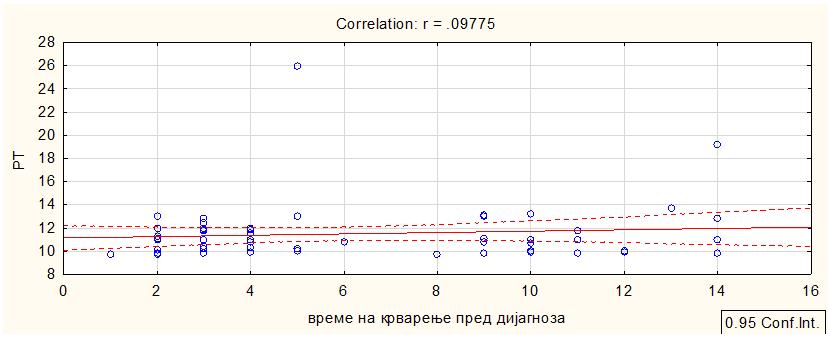 Correlation: r = .09775
28
26
24
22
20
18
16
14
12
10
8
PT
0 2 4 6 8 10 12 14 16
време на крварење пред дијагноза
0.95 Conf.Int.